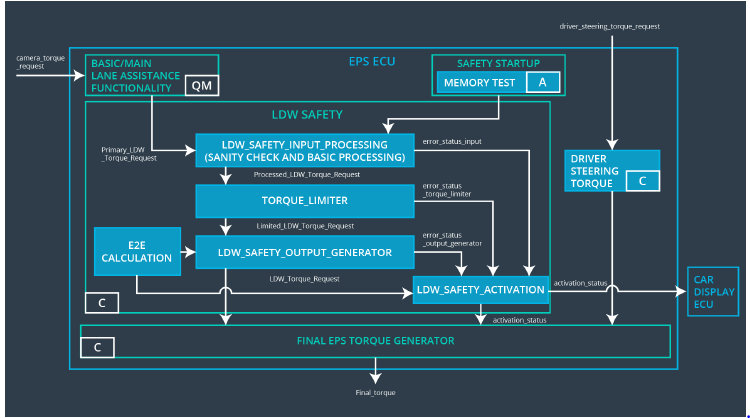 driver_steering_torque_request
camera_torque
_request
EPS ECU
BASIC/MAIN
LANE ASSISTANCE
FUNCTIONALITY
QM
SAFETY STARTUP
MEMORY TEST
A
LDW SAFETY
Primary_LDW
_Torque_Request
LDW_SAFETY_INPUT_PROCESSING
(SANITY CHECK AND BASIC PROCESSING)
error_status_input
Processed_LDW_Torque_Request
DRIVER
STEERING
TORQUE
C
TORQUE_LIMITER
error_status
_torque_limiter
Limited_LDW_Torque_Request
E2E
CALCULATION
LDW_SAFETY_OUTPUT_GENERATOR
error_status
_output_generator
LDW_Torque_Request
LDW_SAFETY_ACTIVATION
activation_status
CAR
DISPLAY
ECU
C
activation_status
FINAL EPS TORQUE GENERATOR
C
Final_torque